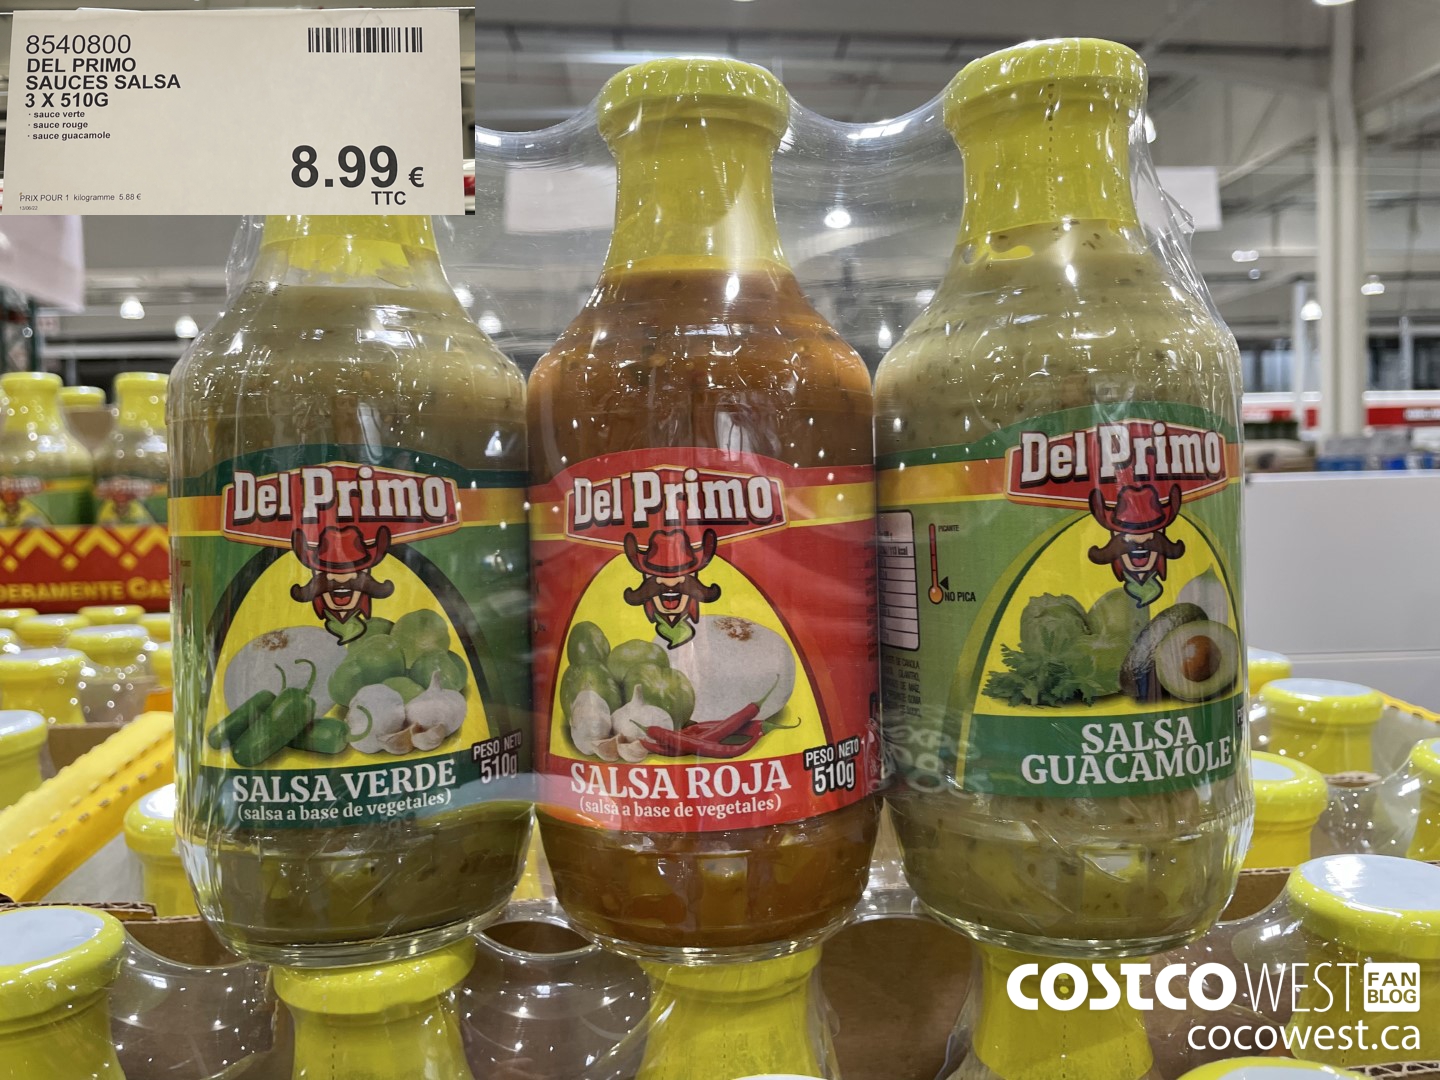 8540800
DEL PRIMO
SAUCES SALSA
3 X 510G
· sauce verte
· sauce rouge
· sauce guacamole
8.99 €
TTC
PRIX POUR 1 kilogramme 5.88 €
13/06/22
Del Primo
SALSA VERDE
(salsa a base de vegetales)
PESO NETO
510g
Del Primo
SALSA ROJA
(salsa a base de vegetales)
PESO NETO
510g
Del Primo
PICANTE
NO PICA
SALSA
GUACAMOLE
COSTCO WEST FAN BLOG
cocowest.ca